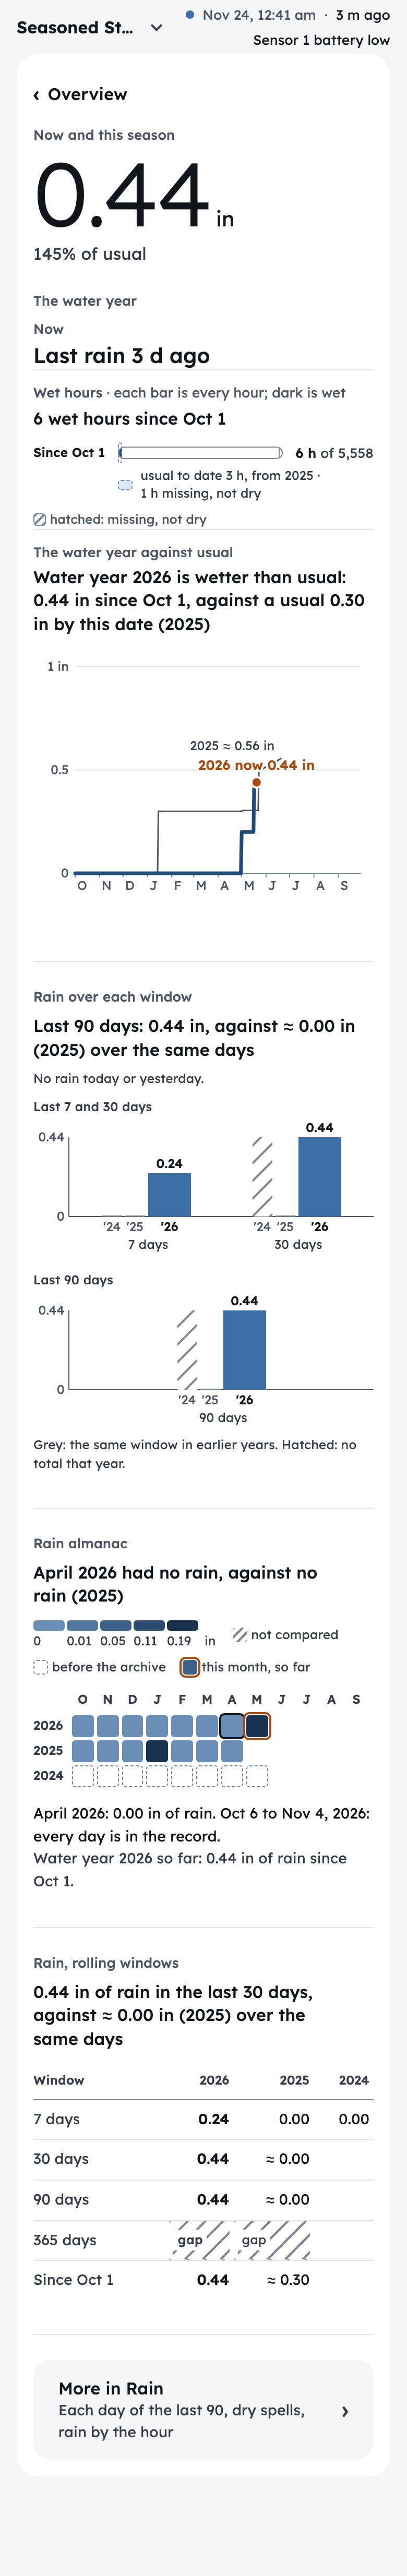 Seasoned St...
Nov 24, 12:41 am · 3 m ago
Sensor 1 battery low
‹ Overview
Now and this season
0.44 in
145% of usual
The water year
Now
Last rain 3 d ago
Wet hours · each bar is every hour; dark is wet
6 wet hours since Oct 1
Since Oct 1 6 h of 5,558
usual to date 3 h, from 2025 ·
1 h missing, not dry
hatched: missing, not dry
The water year against usual
Water year 2026 is wetter than usual:
0.44 in since Oct 1, against a usual 0.30
in by this date (2025)
1 in
2025 ≈ 0.56 in
2026 now 0.44 in
0.5
0
O N D J F M A M J J A S
Rain over each window
Last 90 days: 0.44 in, against ≈ 0.00 in
(2025) over the same days
No rain today or yesterday.
Last 7 and 30 days
0.44
0.44
0.24
0
'24 '25 '26 '24 '25 '26
7 days 30 days
Last 90 days
0.44
0.44
0
'24 '25 '26
90 days
Grey: the same window in earlier years. Hatched: no
total that year.
Rain almanac
April 2026 had no rain, against no
rain (2025)
0 0.01 0.05 0.11 0.19 in not compared
before the archive this month, so far
O N D J F M A M J J A S
2026
2025
2024
April 2026: 0.00 in of rain. Oct 6 to Nov 4, 2026:
every day is in the record.
Water year 2026 so far: 0.44 in of rain since
Oct 1.
Rain, rolling windows
0.44 in of rain in the last 30 days,
against ≈ 0.00 in (2025) over the
same days
Window 2026 2025 2024
7 days 0.24 0.00 0.00
30 days 0.44 ≈ 0.00
90 days 0.44 ≈ 0.00
365 days gap gap
Since Oct 1 0.44 ≈ 0.30
More in Rain
Each day of the last 90, dry spells,
rain by the hour ›